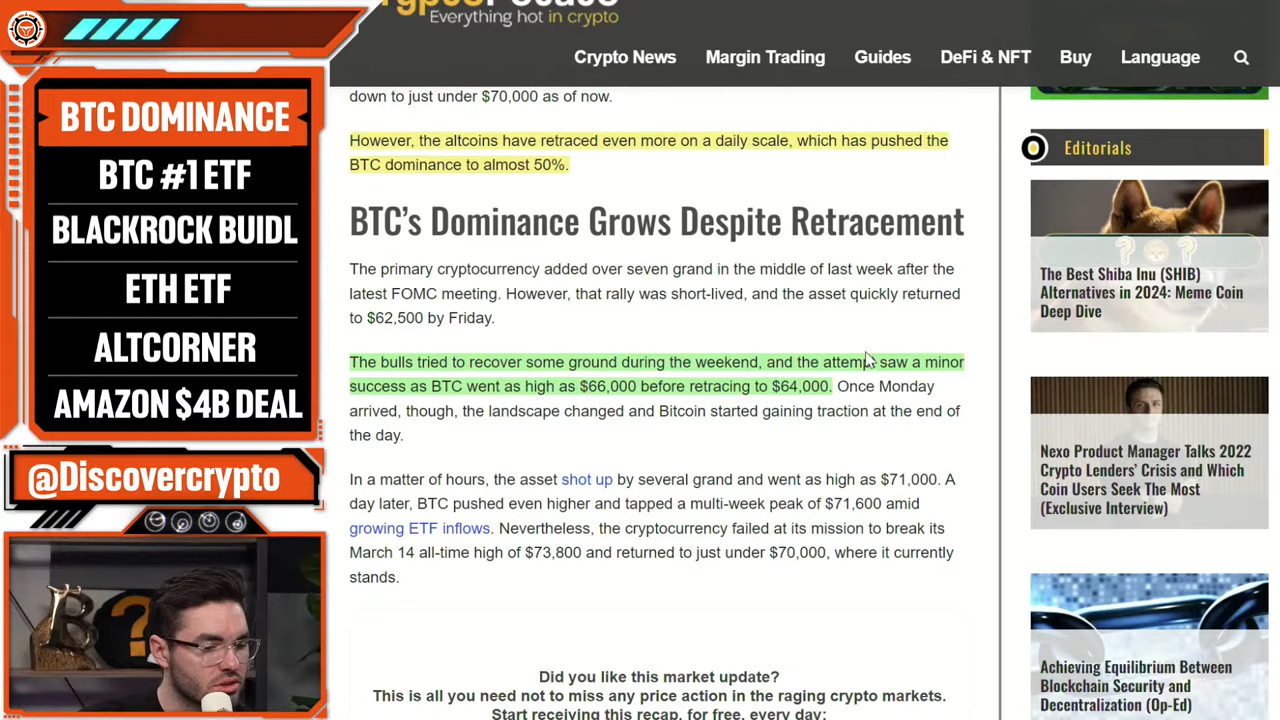 BTC DOMINANCE
BTC #1 ETF
BLACKROCK BUIDL
ETH ETF
ALTCORNER
AMAZON $4B DEAL
@Discovercrypto
Everything hot in crypto
Crypto News
Margin Trading
Guides
DeFi & NFT
Buy
Language
down to just under $70,000 as of now.
However, the altcoins have retraced even more on a daily scale, which has pushed the
BTC dominance to almost 50%.
BTC’s Dominance Grows Despite Retracement
The primary cryptocurrency added over seven grand in the middle of last week after the
latest FOMC meeting. However, that rally was short-lived, and the asset quickly returned
to $62,500 by Friday.
The bulls tried to recover some ground during the weekend, and the attempt saw a minor
success as BTC went as high as $66,000 before retracing to $64,000. Once Monday
arrived, though, the landscape changed and Bitcoin started gaining traction at the end of
the day.
In a matter of hours, the asset shot up by several grand and went as high as $71,000. A
day later, BTC pushed even higher and tapped a multi-week peak of $71,600 amid
growing ETF inflows. Nevertheless, the cryptocurrency failed at its mission to break its
March 14 all-time high of $73,800 and returned to just under $70,000, where it currently
stands.
Did you like this market update?
This is all you need not to miss any price action in the raging crypto markets.
Start receiving this recap, for free, every day:
Editorials
The Best Shiba Inu (SHIB)
Alternatives in 2024: Meme Coin
Deep Dive
Nexo Product Manager Talks 2022
Crypto Lenders’ Crisis and Which
Coin Users Seek The Most
(Exclusive Interview)
Achieving Equilibrium Between
Blockchain Security and
Decentralization (Op-Ed)